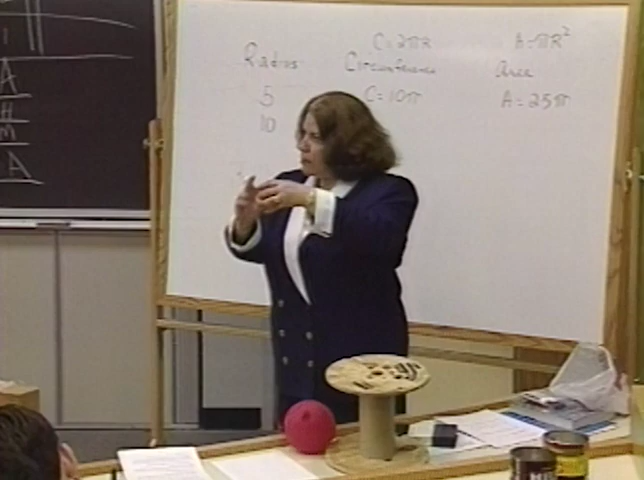 C=2πR A=πR²
Radius Circumference Area
5 C=10π A=25π
10
A
H
M
A